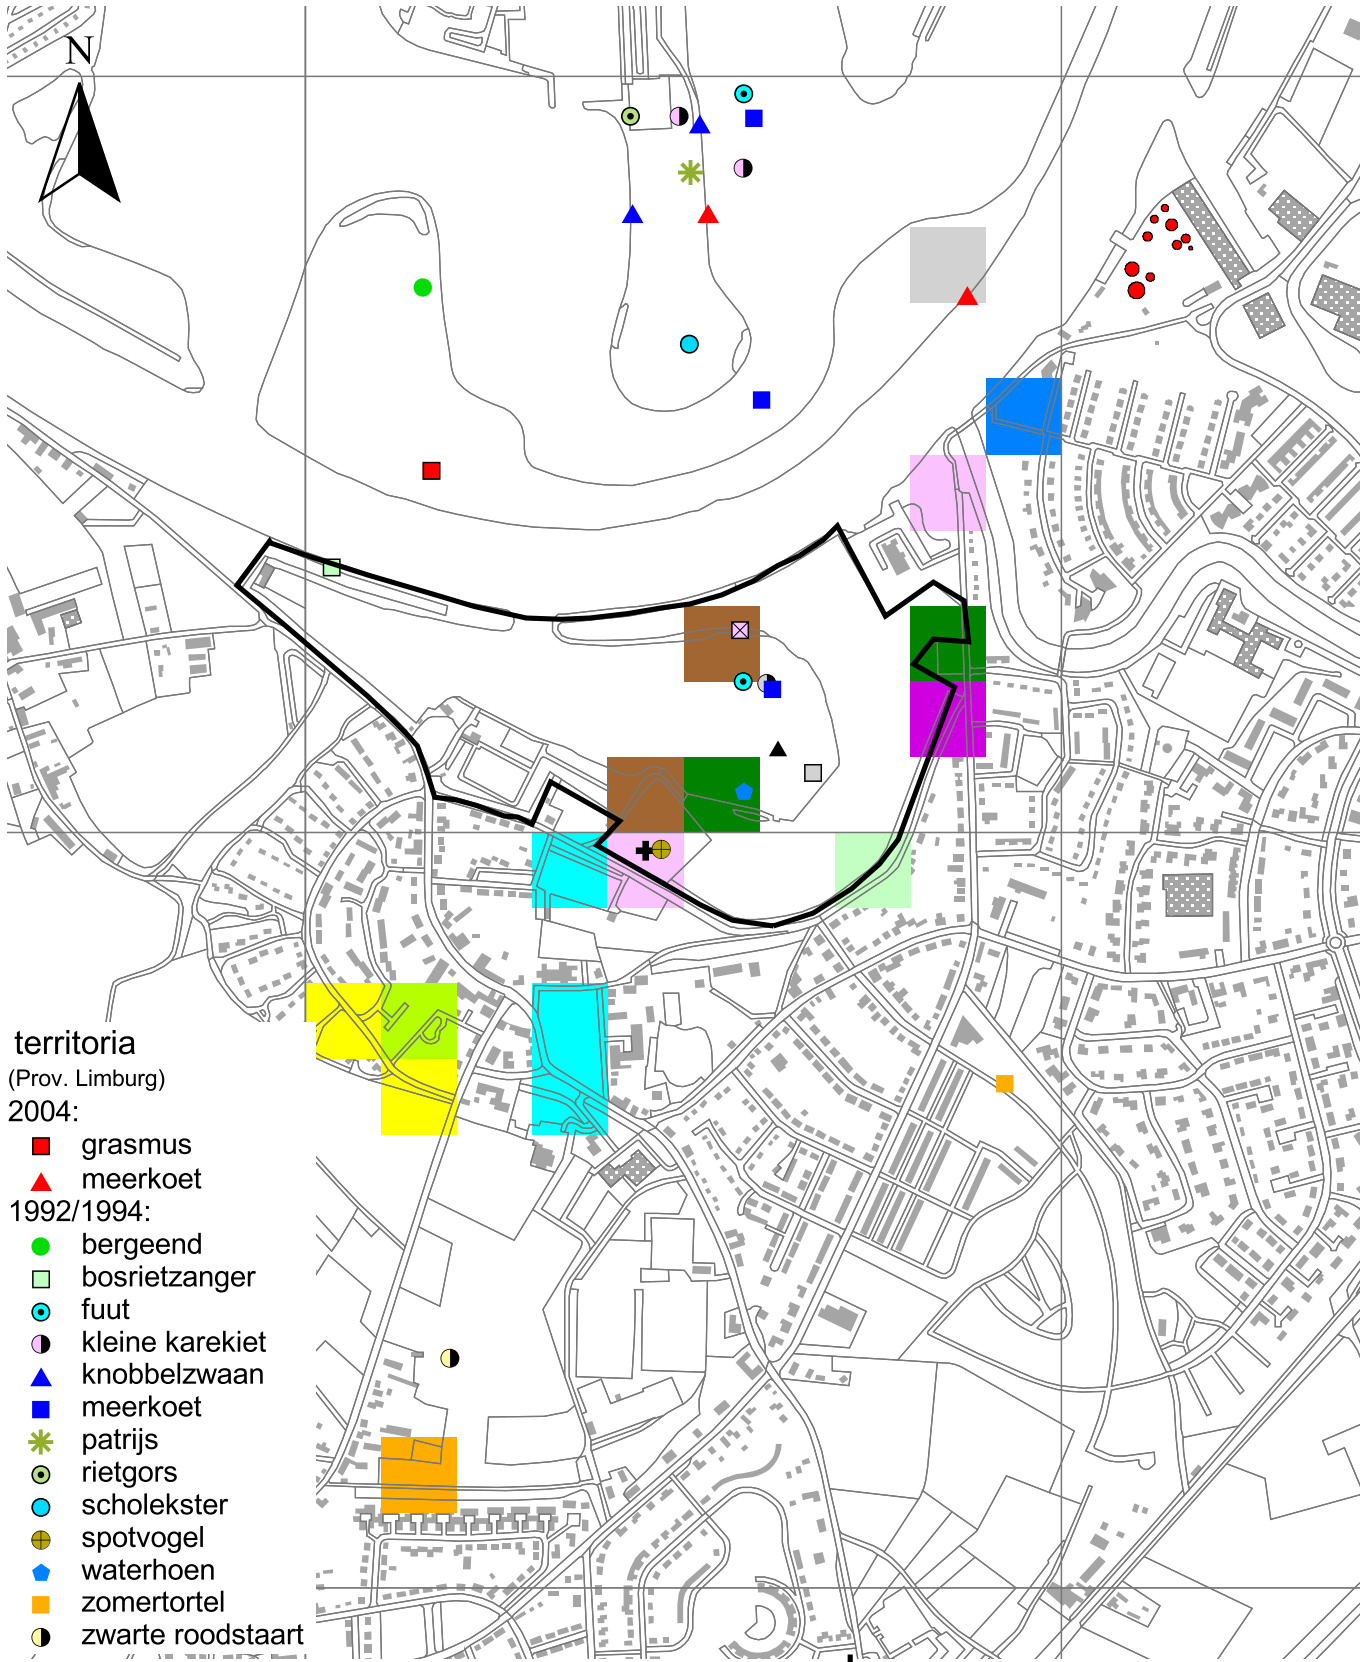 N
territoria
(Prov. Limburg)
2004:
grasmus
meerkoet
1992/1994:
bergeend
bosrietzanger
fuut
kleine karekiet
knobbelzwaan
meerkoet
patrijs
rietgors
scholekster
spotvogel
waterhoen
zomertortel
zwarte roodstaart